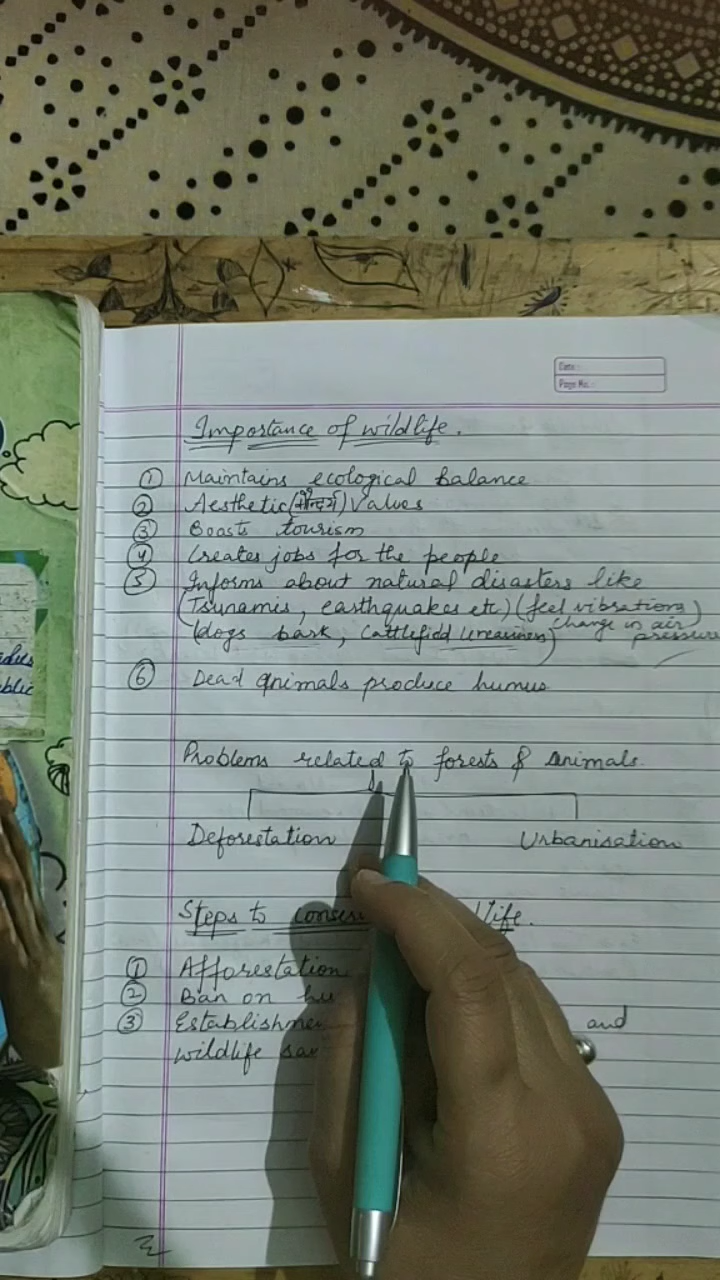 Date :
Page No. :
Importance of wildlife.
① Maintains ecological balance
② Aesthetic (सौन्दर्य) Values
③ Boosts tourism
④ Creates jobs for the people
⑤ Informs about natural disasters like
(Tsunamis, earthquakes etc) (feel vibrations)
(dogs bark, Cattlefield Uneasiness) change in air pressure
⑥ Dead animals produce humus
Problems related to forests & animals.
Deforestation Urbanisation
Steps to life.
① Afforestation
② Ban on
③ and
wildlife